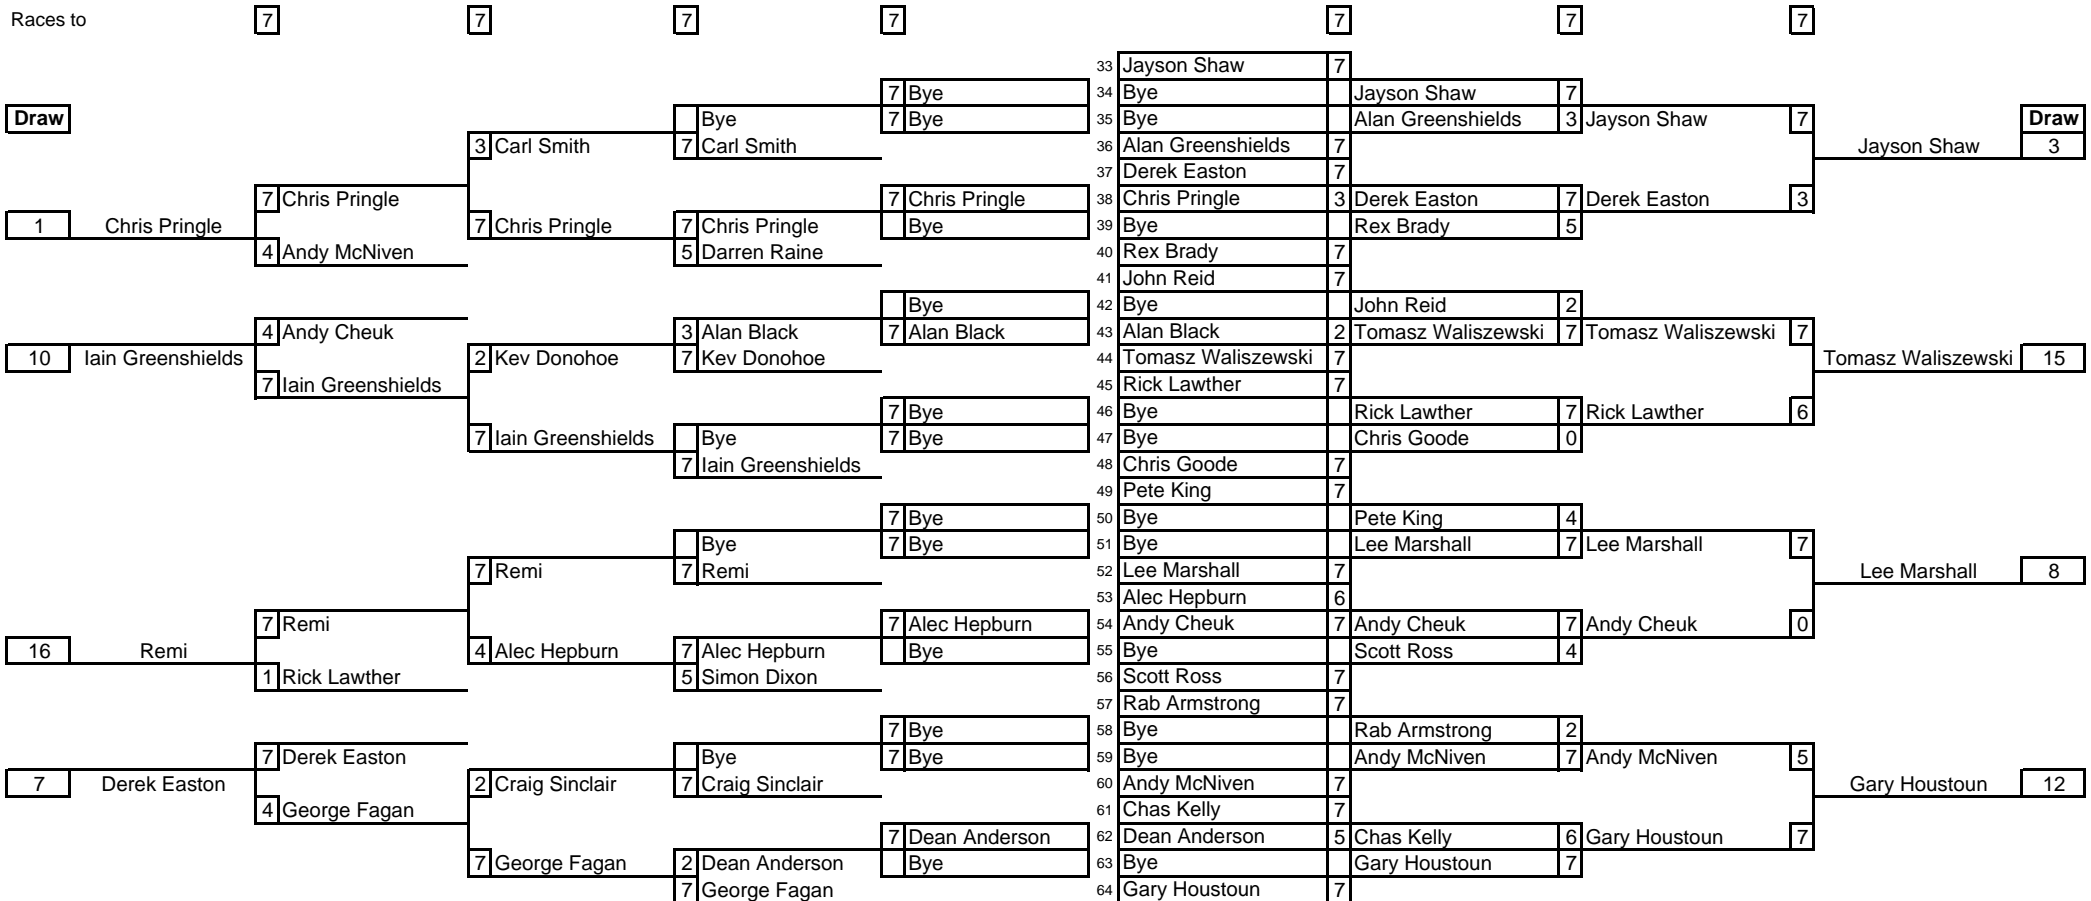 Races to 7 7 7 7 7 7 7
33 Jayson Shaw 7
7 Bye 34 Bye Jayson Shaw 7
Draw Bye 7 Bye 35 Bye Alan Greenshields 3 Jayson Shaw 7 Draw
3 Carl Smith 7 Carl Smith 36 Alan Greenshields 7 Jayson Shaw 3
37 Derek Easton 7
7 Chris Pringle 7 Chris Pringle 38 Chris Pringle 3 Derek Easton 7 Derek Easton 3
1 Chris Pringle 7 Chris Pringle 7 Chris Pringle Bye 39 Bye Rex Brady 5
4 Andy McNiven 5 Darren Raine 40 Rex Brady 7
41 John Reid 7
Bye 42 Bye John Reid 2
4 Andy Cheuk 3 Alan Black 7 Alan Black 43 Alan Black 2 Tomasz Waliszewski 7 Tomasz Waliszewski 7
10 Iain Greenshields 2 Kev Donohoe 7 Kev Donohoe 44 Tomasz Waliszewski 7 Tomasz Waliszewski 15
7 Iain Greenshields 45 Rick Lawther 7
7 Bye 46 Bye Rick Lawther 7 Rick Lawther 6
7 Iain Greenshields Bye 7 Bye 47 Bye Chris Goode 0
7 Iain Greenshields 48 Chris Goode 7
49 Pete King 7
7 Bye 50 Bye Pete King 4
Bye 7 Bye 51 Bye Lee Marshall 7 Lee Marshall 7
7 Remi 7 Remi 52 Lee Marshall 7 Lee Marshall 8
53 Alec Hepburn 6
7 Remi 7 Alec Hepburn 54 Andy Cheuk 7 Andy Cheuk 7 Andy Cheuk 0
16 Remi 4 Alec Hepburn 7 Alec Hepburn Bye 55 Bye Scott Ross 4
1 Rick Lawther 5 Simon Dixon 56 Scott Ross 7
57 Rab Armstrong 7
7 Bye 58 Bye Rab Armstrong 2
7 Derek Easton Bye 7 Bye 59 Bye Andy McNiven 7 Andy McNiven 5
7 Derek Easton 2 Craig Sinclair 7 Craig Sinclair 60 Andy McNiven 7 Gary Houstoun 12
4 George Fagan 61 Chas Kelly 7
7 Dean Anderson 62 Dean Anderson 5 Chas Kelly 6 Gary Houstoun 7
7 George Fagan 2 Dean Anderson Bye 63 Bye Gary Houstoun 7
7 George Fagan 64 Gary Houstoun 7